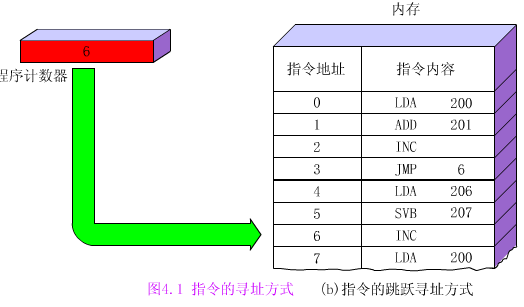 内存
6
程序计数器
指令地址 指令内容
0 LDA 200
1 ADD 201
2 INC
3 JMP 6
4 LDA 206
5 SVB 207
6 INC
7 LDA 200
图4.1 指令的寻址方式 (b)指令的跳跃寻址方式